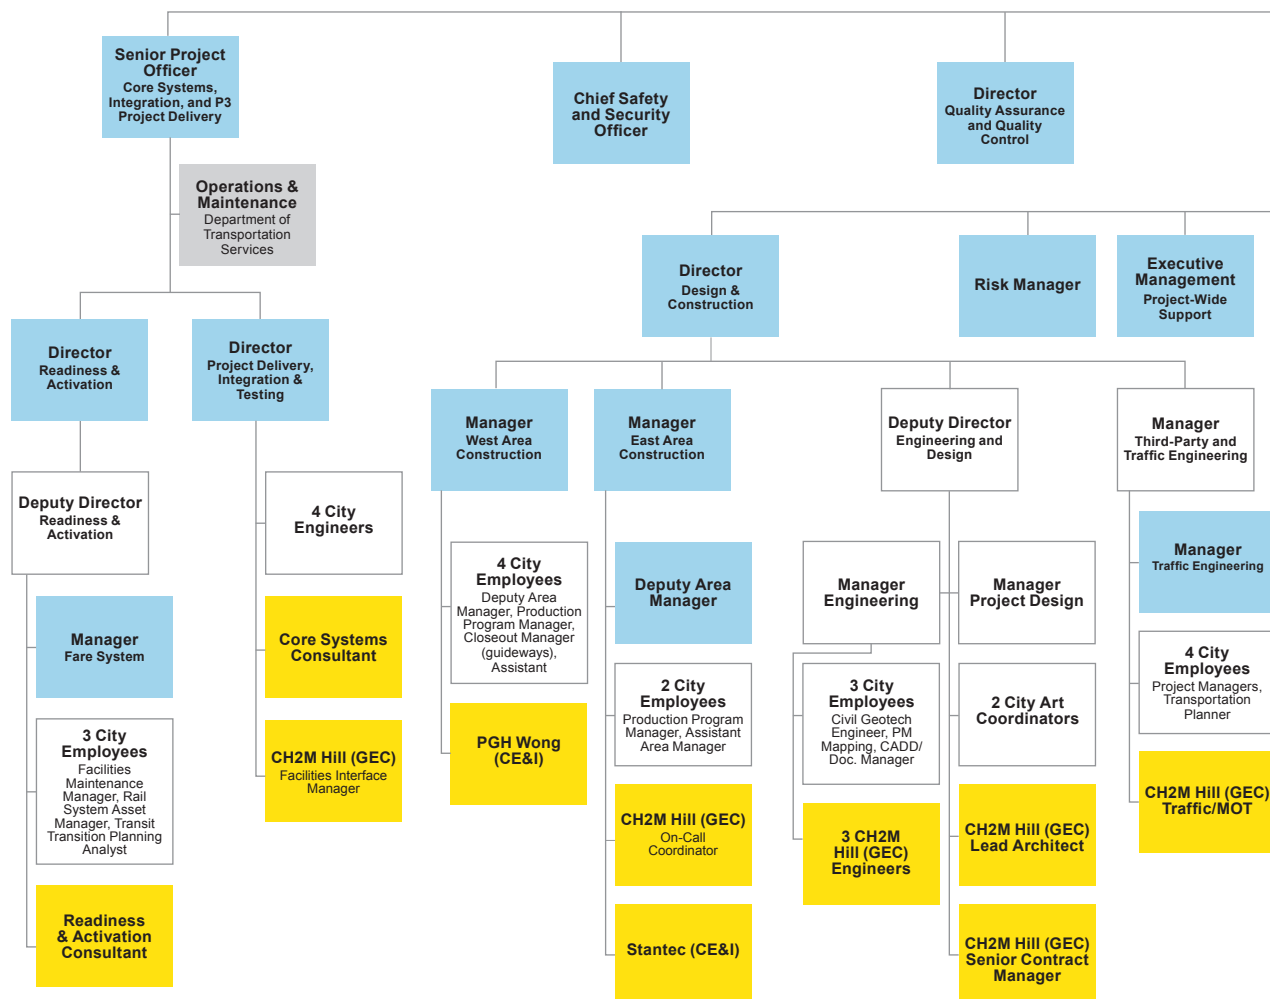 Senior Project
Officer
Core Systems,
Integration, and P3
Project Delivery
Chief Safety
and Security
Officer
Director
Quality Assurance
and Quality
Control
Operations &
Maintenance
Department of
Transportation
Services
Director
Design &
Construction
Risk Manager
Executive
Management
Project-Wide
Support
Director
Readiness &
Activation
Director
Project Delivery,
Integration &
Testing
Manager
West Area
Construction
Manager
East Area
Construction
Deputy Director
Engineering and
Design
Manager
Third-Party and
Traffic Engineering
Deputy Director
Readiness &
Activation
4 City
Engineers
4 City
Employees
Deputy Area
Manager, Production
Program Manager,
Closeout Manager
(guideways),
Assistant
Deputy Area
Manager
Manager
Engineering
Manager
Project Design
Manager
Traffic Engineering
Manager
Fare System
Core Systems
Consultant
2 City
Employees
Production Program
Manager, Assistant
Area Manager
3 City
Employees
Civil Geotech
Engineer, PM
Mapping, CADD/
Doc. Manager
2 City Art
Coordinators
4 City
Employees
Project Managers,
Transportation
Planner
3 City
Employees
Facilities
Maintenance
Manager, Rail
System Asset
Manager, Transit
Transition Planning
Analyst
CH2M Hill (GEC)
Facilities Interface
Manager
PGH Wong
(CE&I)
CH2M Hill (GEC)
On-Call
Coordinator
3 CH2M
Hill (GEC)
Engineers
CH2M Hill (GEC)
Lead Architect
CH2M Hill (GEC)
Traffic/MOT
Readiness
& Activation
Consultant
Stantec (CE&I)
CH2M Hill (GEC)
Senior Contract
Manager